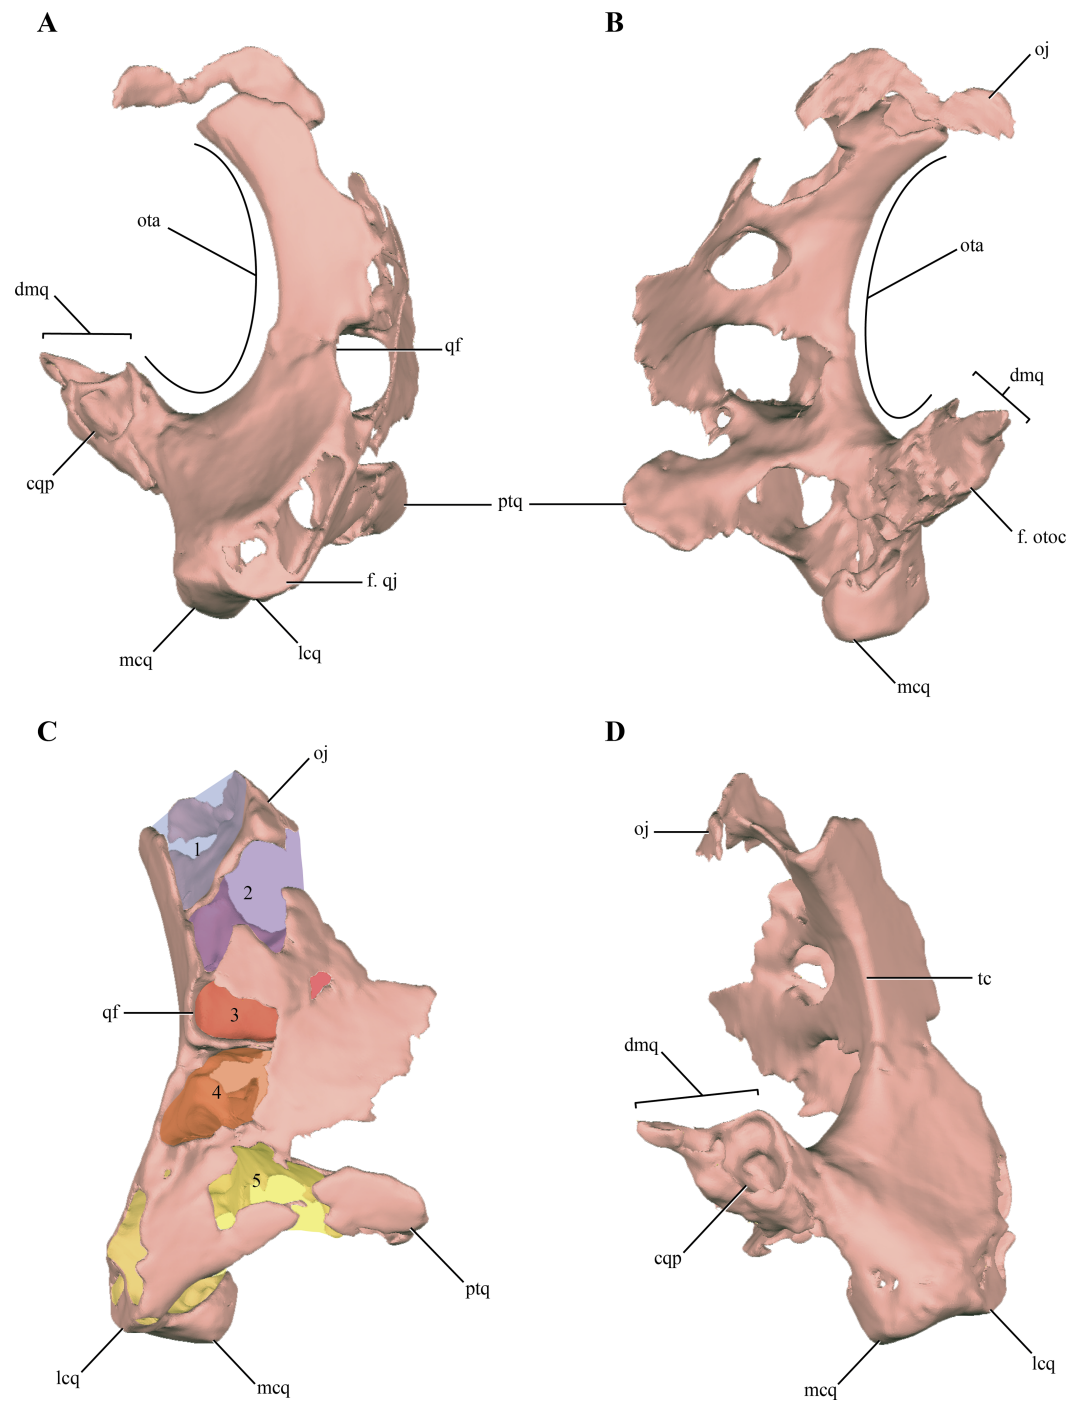 A
B
oj
ota
ota
dmq
qf
dmq
cqp
ptq
f. otoc
f. qj
lcq
mcq
mcq
C
D
oj
oj
1
2
tc
qf
3
dmq
4
5
cqp
ptq
lcq
mcq
lcq
mcq